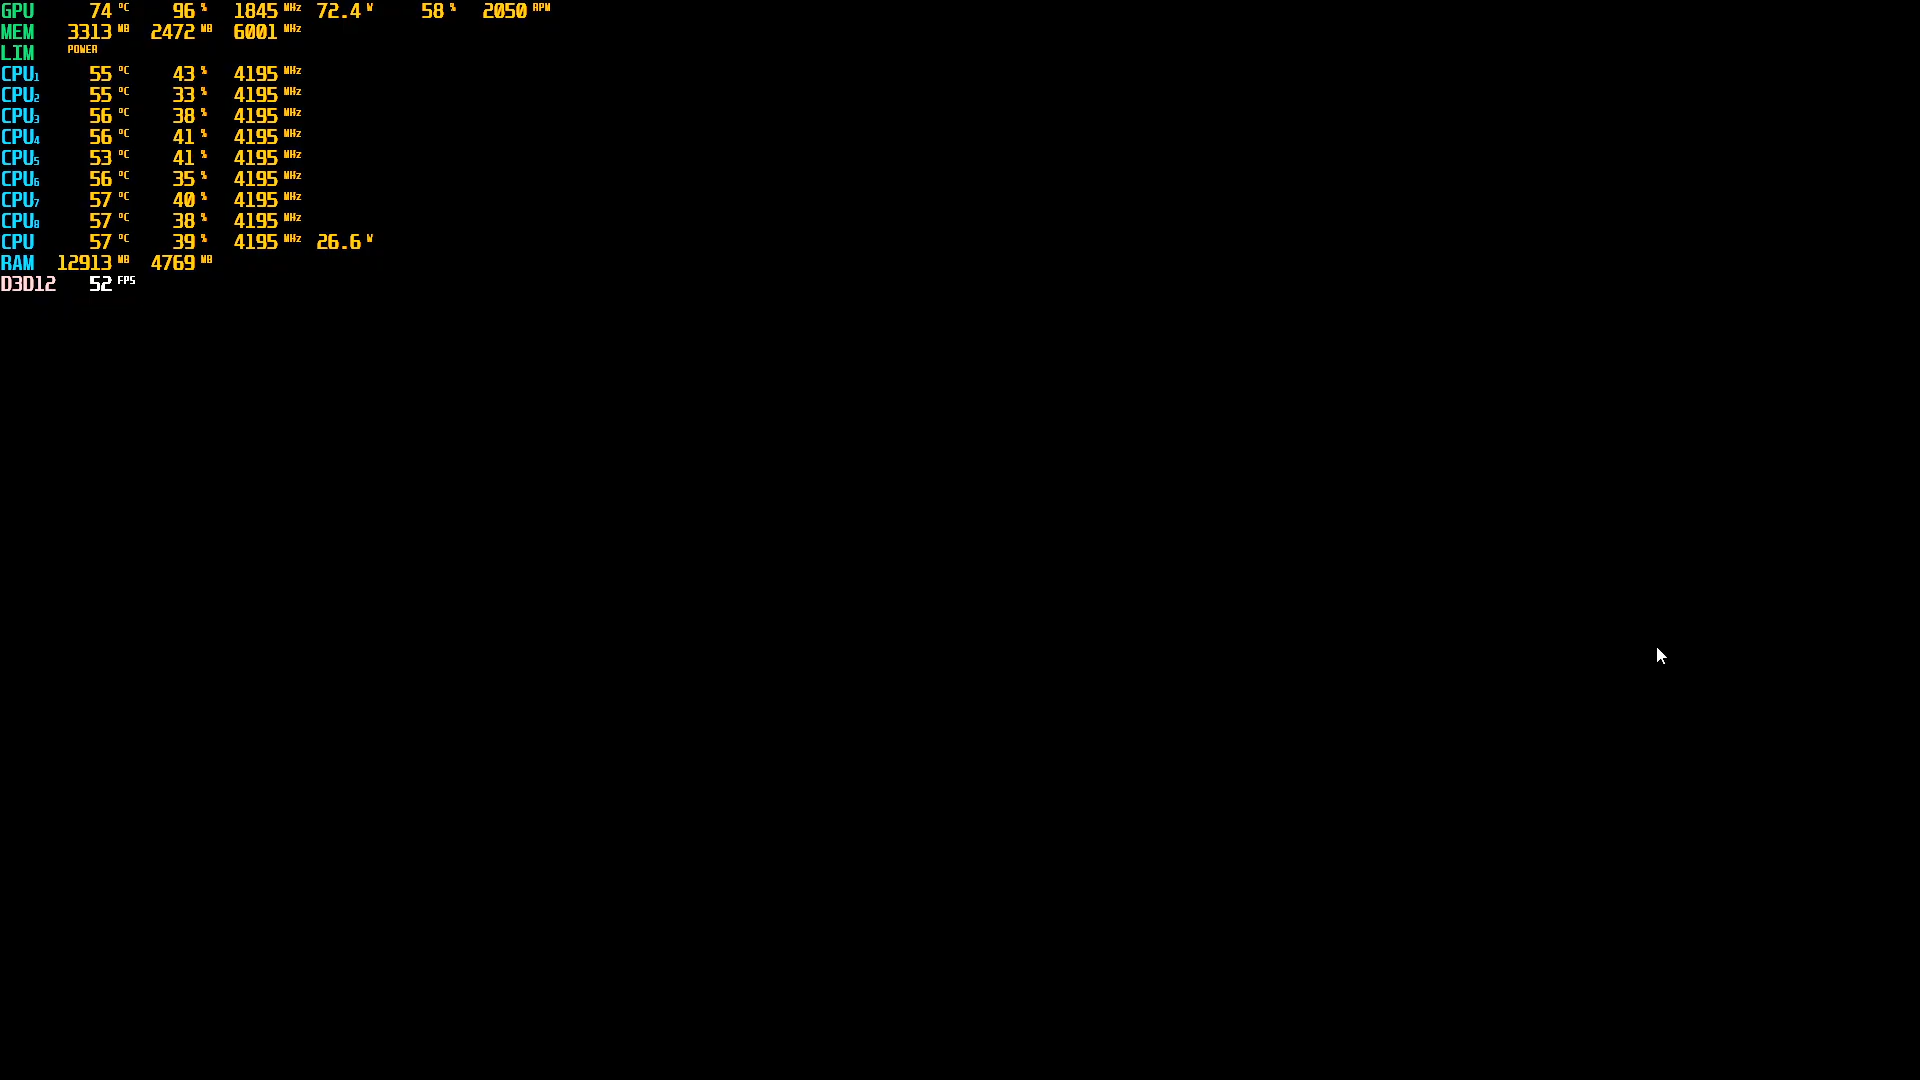 GPU 74 °C 96 % 1845 MHz 72.4 W 58 % 2050 RPM
MEM 3313 MB 2472 MB 6001 MHz
LIM POWER
CPU1 55 °C 43 % 4195 MHz
CPU2 55 °C 33 % 4195 MHz
CPU3 56 °C 38 % 4195 MHz
CPU4 56 °C 41 % 4195 MHz
CPU5 53 °C 41 % 4195 MHz
CPU6 56 °C 35 % 4195 MHz
CPU7 57 °C 40 % 4195 MHz
CPU8 57 °C 38 % 4195 MHz
CPU 57 °C 39 % 4195 MHz 26.6 W
RAM 12913 MB 4769 MB
D3D12 52 FPS